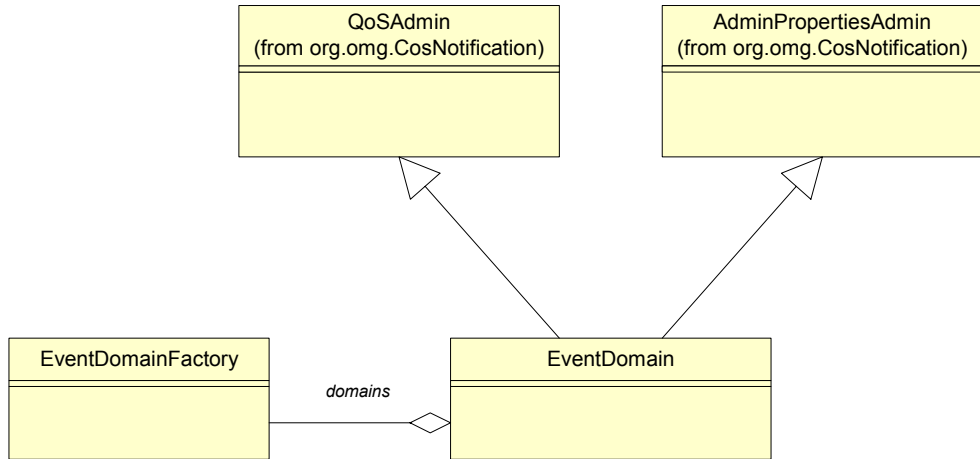 QoSAdmin
(from org.omg.CosNotification)
AdminPropertiesAdmin
(from org.omg.CosNotification)
EventDomainFactory
domains
EventDomain